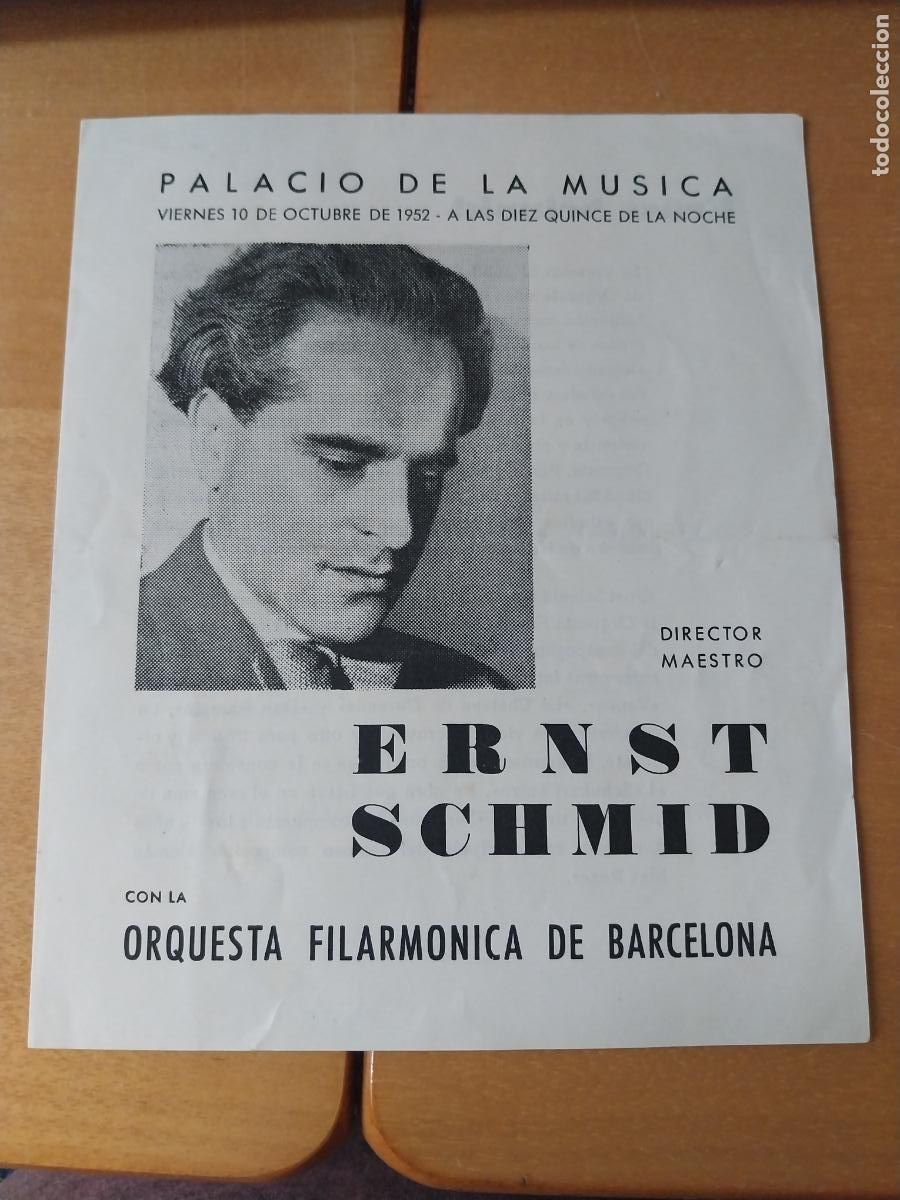 PALACIO DE LA MUSICA
VIERNES 10 DE OCTUBRE DE 1952 - A LAS DIEZ QUINCE DE LA NOCHE
DIRECTOR
MAESTRO
ERNST
SCHMID
CON LA
ORQUESTA FILARMONICA DE BARCELONA
todocoleccion